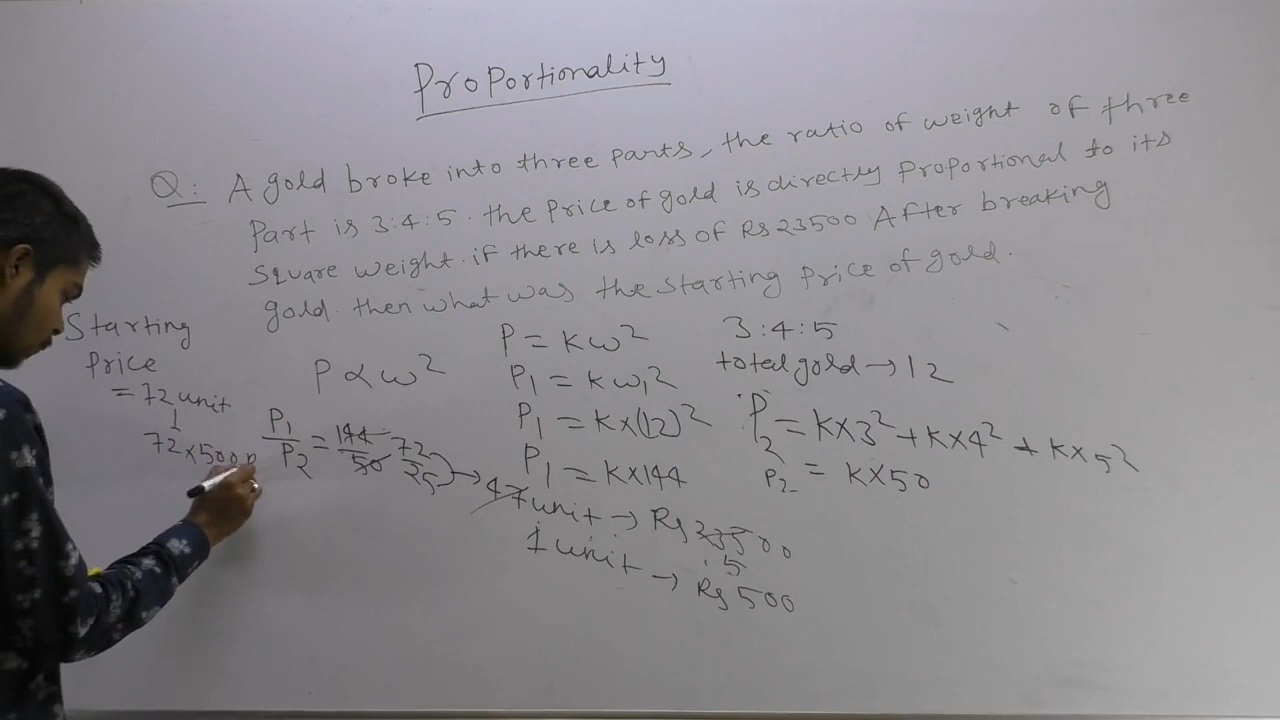 Proportionality
Q: A gold broke into three parts, the ratio of weight of three
Part is 3:4:5. the Price of gold is directly Proportional to its
Square weight. if there is loss of Rs 23500 After breaking
gold. then what was the starting Price of gold.
Starting
Price
= 72 unit
72×5000
P ∝ w²
P₁/P₂ = 144/50 72/25
P = Kw²
P₁ = Kw₁²
P₁ = K×(12)²
P₁ = K×144
47 unit → Rs 23500
5
1 unit → Rs 500
3:4:5
total gold → 12
P₂ = K×3² + K×4² + K×5²
P₂ = K×50